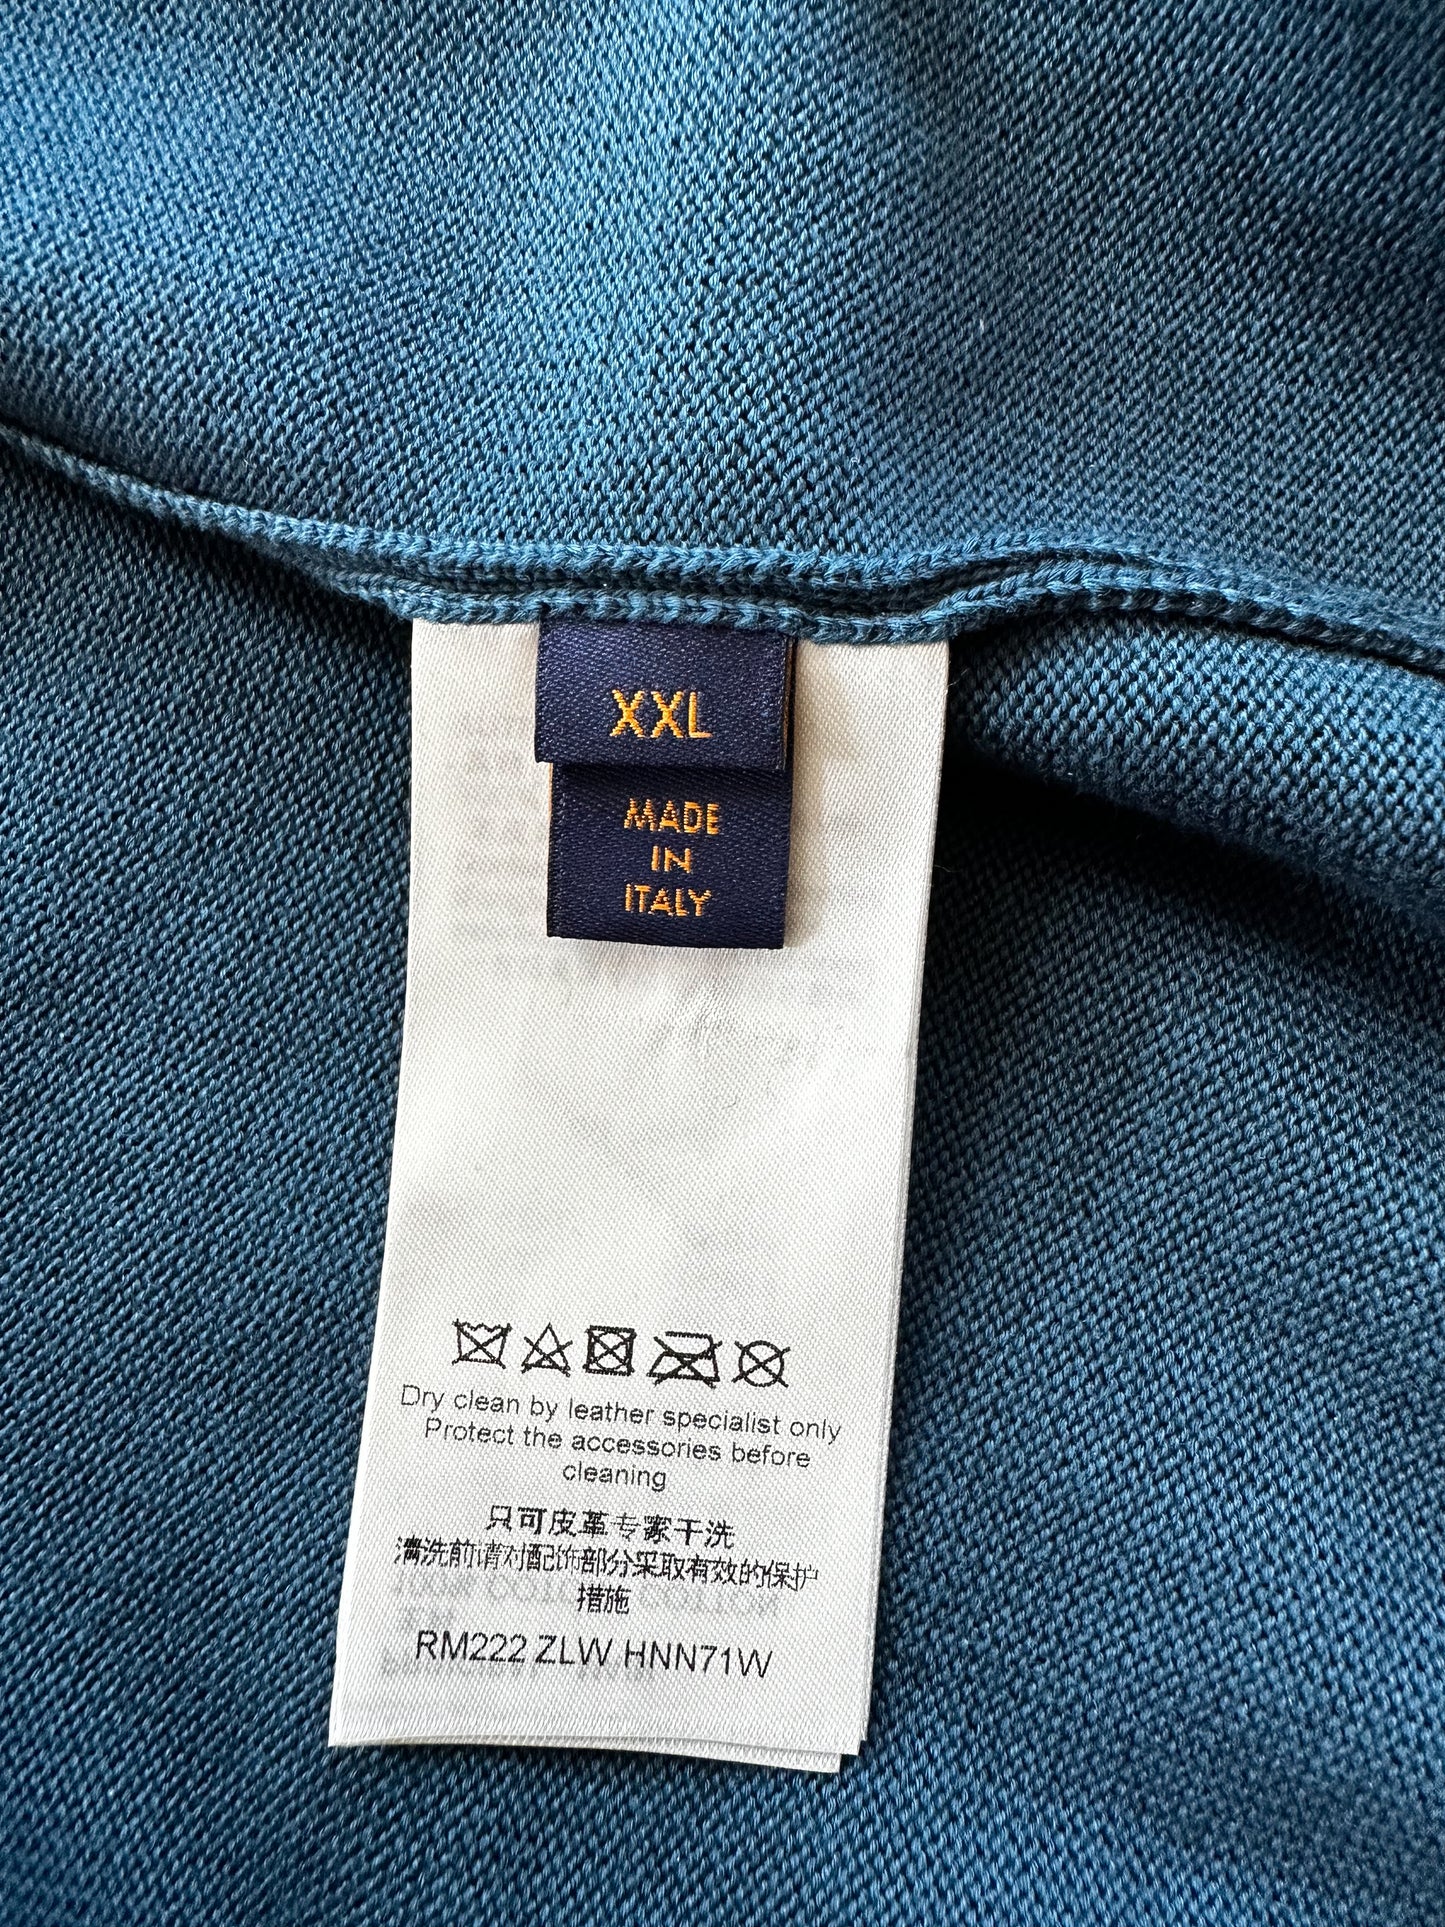 XXL
MADE
IN
ITALY
Dry clean by leather specialist only
Protect the accessories before
cleaning
只可皮革专家干洗
清洗前请对配饰部分采取有效的保护
措施
RM222 ZLW HNN71W